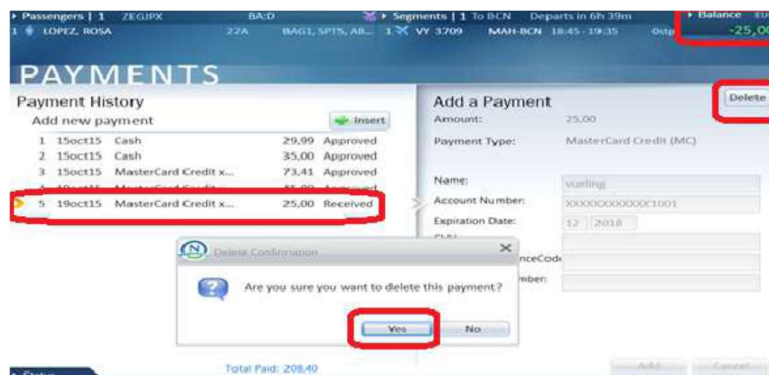 Passengers | 1 ZEGJPX BA:D Segments | 1 To BCN Departs in 6h 39m Balance EU
1 LOPEZ, ROSA 22A BAG1, SPTS, AB... 1 VY 3709 MAH-BCN 18:45 - 19:35 0stp -25,00
PAYMENTS
Payment History
Add new payment Insert
1 15oct15 Cash 29,99 Approved
2 15oct15 Cash 35,00 Approved
3 15oct15 MasterCard Credit x... 73,41 Approved
5 19oct15 MasterCard Credit x... 25,00 Received
Add a Payment Delete
Amount: 25,00
Payment Type: MasterCard Credit (MC)
Name: vueling
Account Number: XXXXXXXXXXXX1001
Expiration Date: 12 2018
Delete Confirmation
Are you sure you want to delete this payment?
Yes No
Total Paid: 208,40
Add Cancel